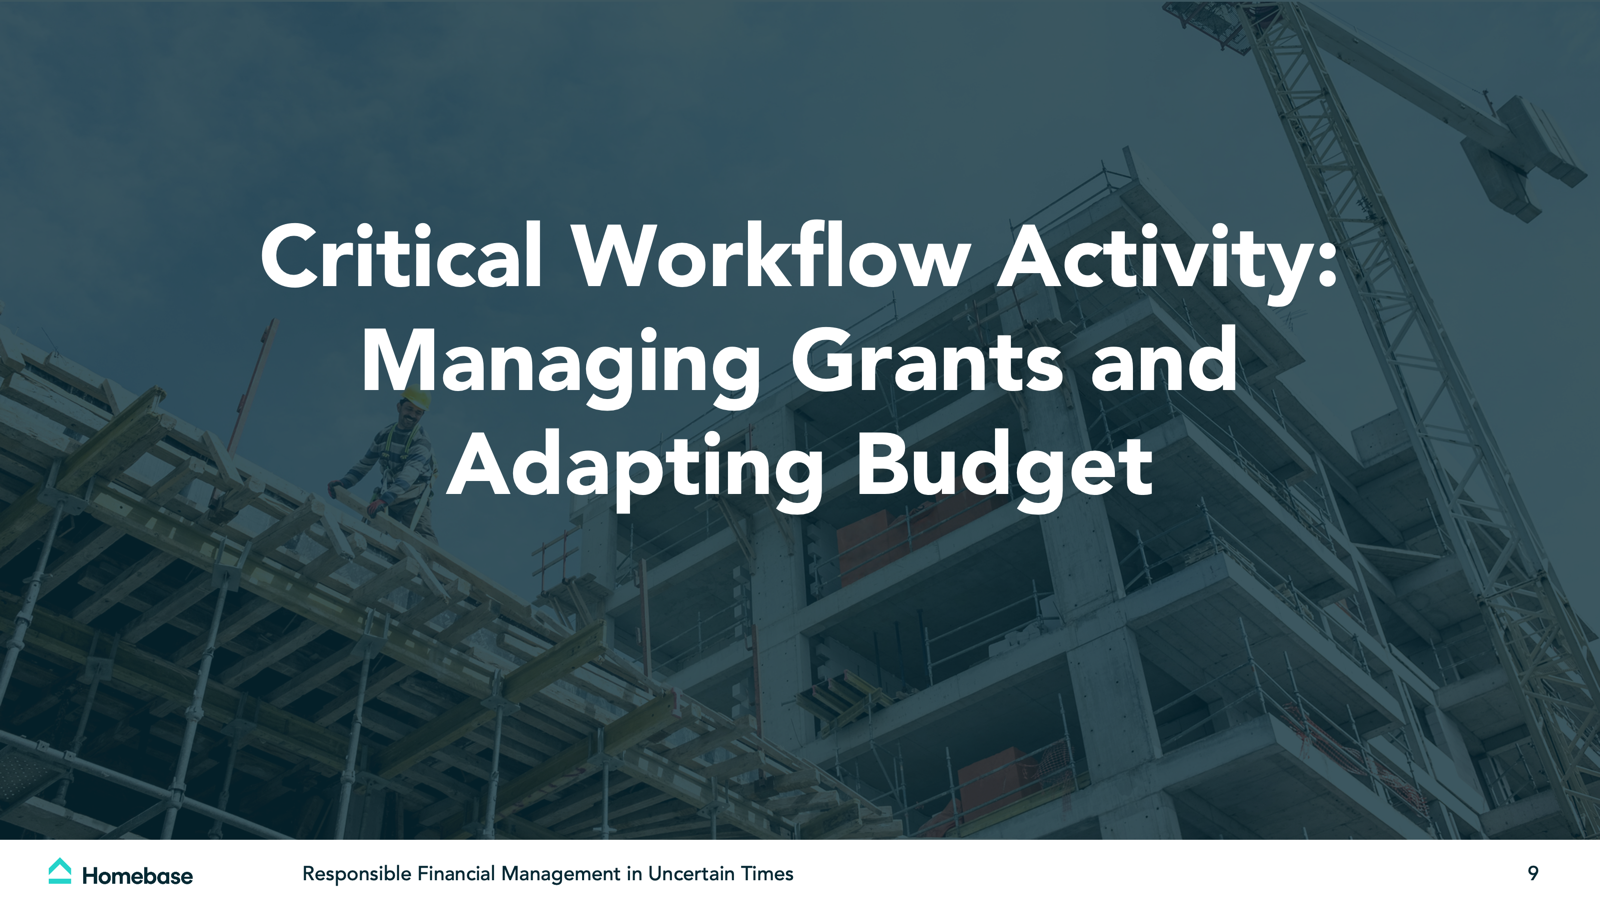 Critical Workflow Activity:
Managing Grants and
Adapting Budget
Homebase
Responsible Financial Management in Uncertain Times
9